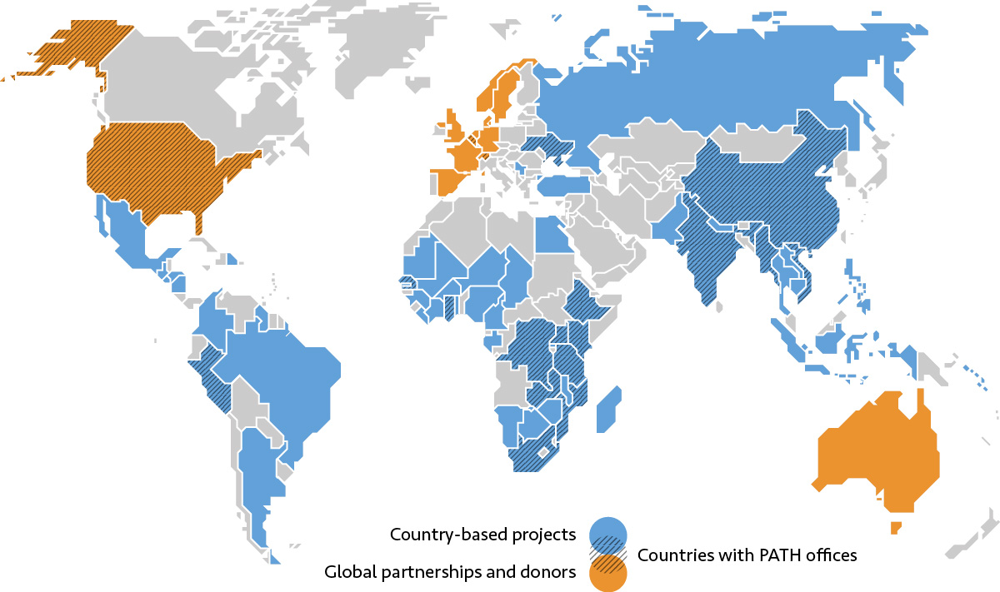 Country-based projects
Countries with PATH offices
Global partnerships and donors